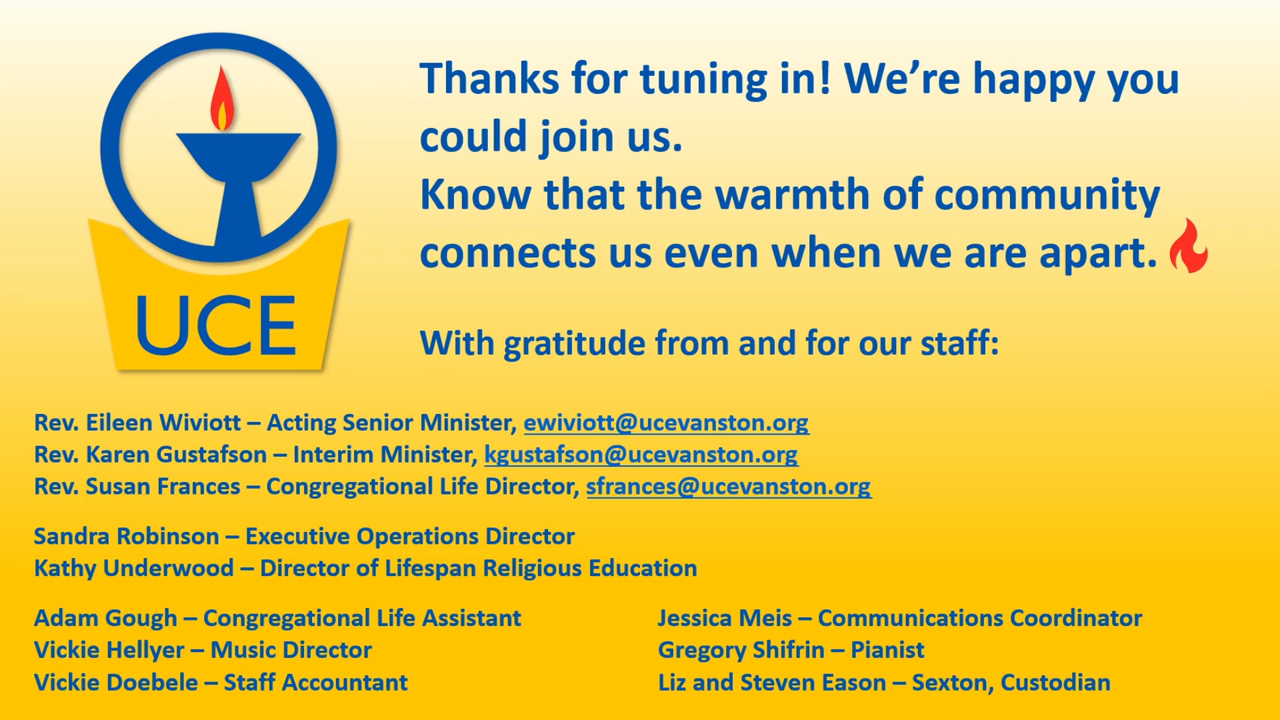 UCE
Thanks for tuning in! We’re happy you
could join us.
Know that the warmth of community
connects us even when we are apart.
With gratitude from and for our staff:
Rev. Eileen Wiviott – Acting Senior Minister, ewiviott@ucevanston.org
Rev. Karen Gustafson – Interim Minister, kgustafson@ucevanston.org
Rev. Susan Frances – Congregational Life Director, sfrances@ucevanston.org
Sandra Robinson – Executive Operations Director
Kathy Underwood – Director of Lifespan Religious Education
Adam Gough – Congregational Life Assistant
Vickie Hellyer – Music Director
Vickie Doebele – Staff Accountant
Jessica Meis – Communications Coordinator
Gregory Shifrin – Pianist
Liz and Steven Eason – Sexton, Custodian